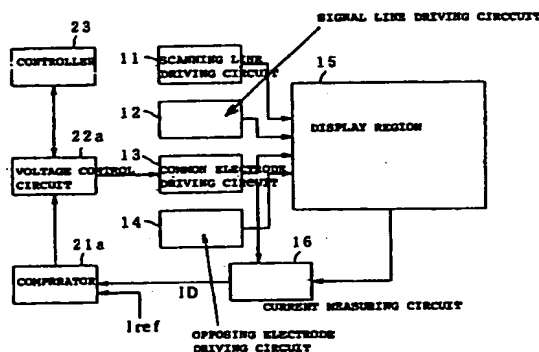 SIGNAL LINE DRIVING CIRCCUIT
23
11
15
CONTROLLER
SCANNING LINE
DRIVING CIRCUIT
12
DISPLAY REGION
22a
13
VOLTAGE CONTROL
CIRCUIT
COMMON ELECTRODE
DRIVING CIRCUIT
14
21a
16
COMPRRATOR
ID
CURRENT MEASURING CIRCUIT
Iref
OPPOSING ELECTRODE
DRIVING CIRCUIT